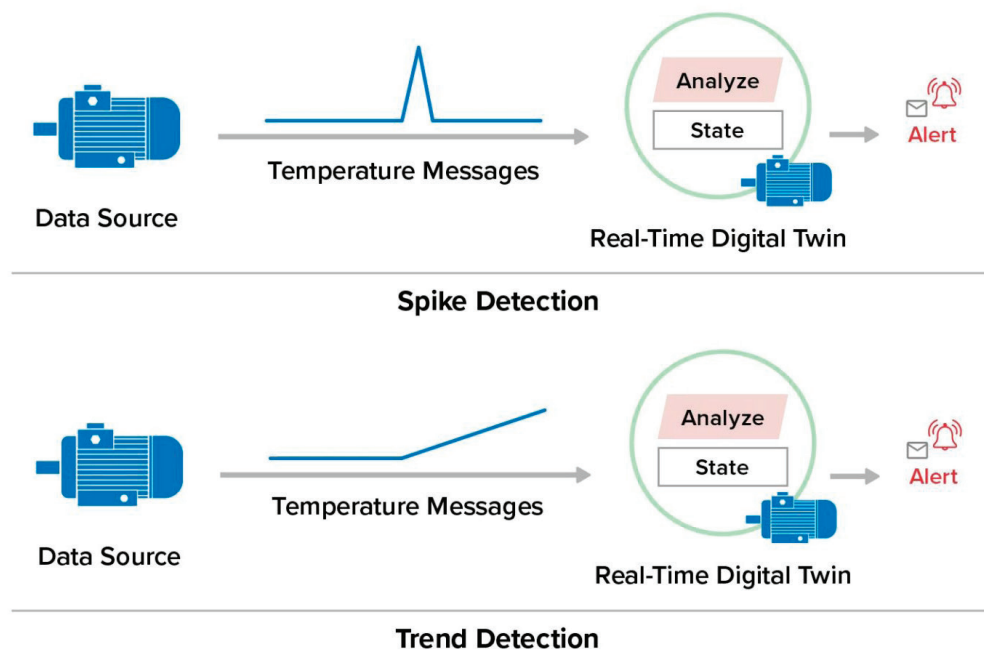 Analyze
State
Alert
Temperature Messages
Data Source
Real-Time Digital Twin
Spike Detection
Analyze
State
Alert
Temperature Messages
Data Source
Real-Time Digital Twin
Trend Detection